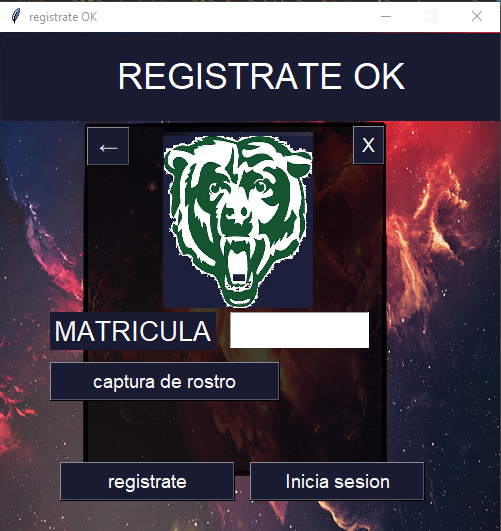 registrate OK
REGISTRATE OK
←
X
MATRICULA
captura de rostro
registrate
Inicia sesion